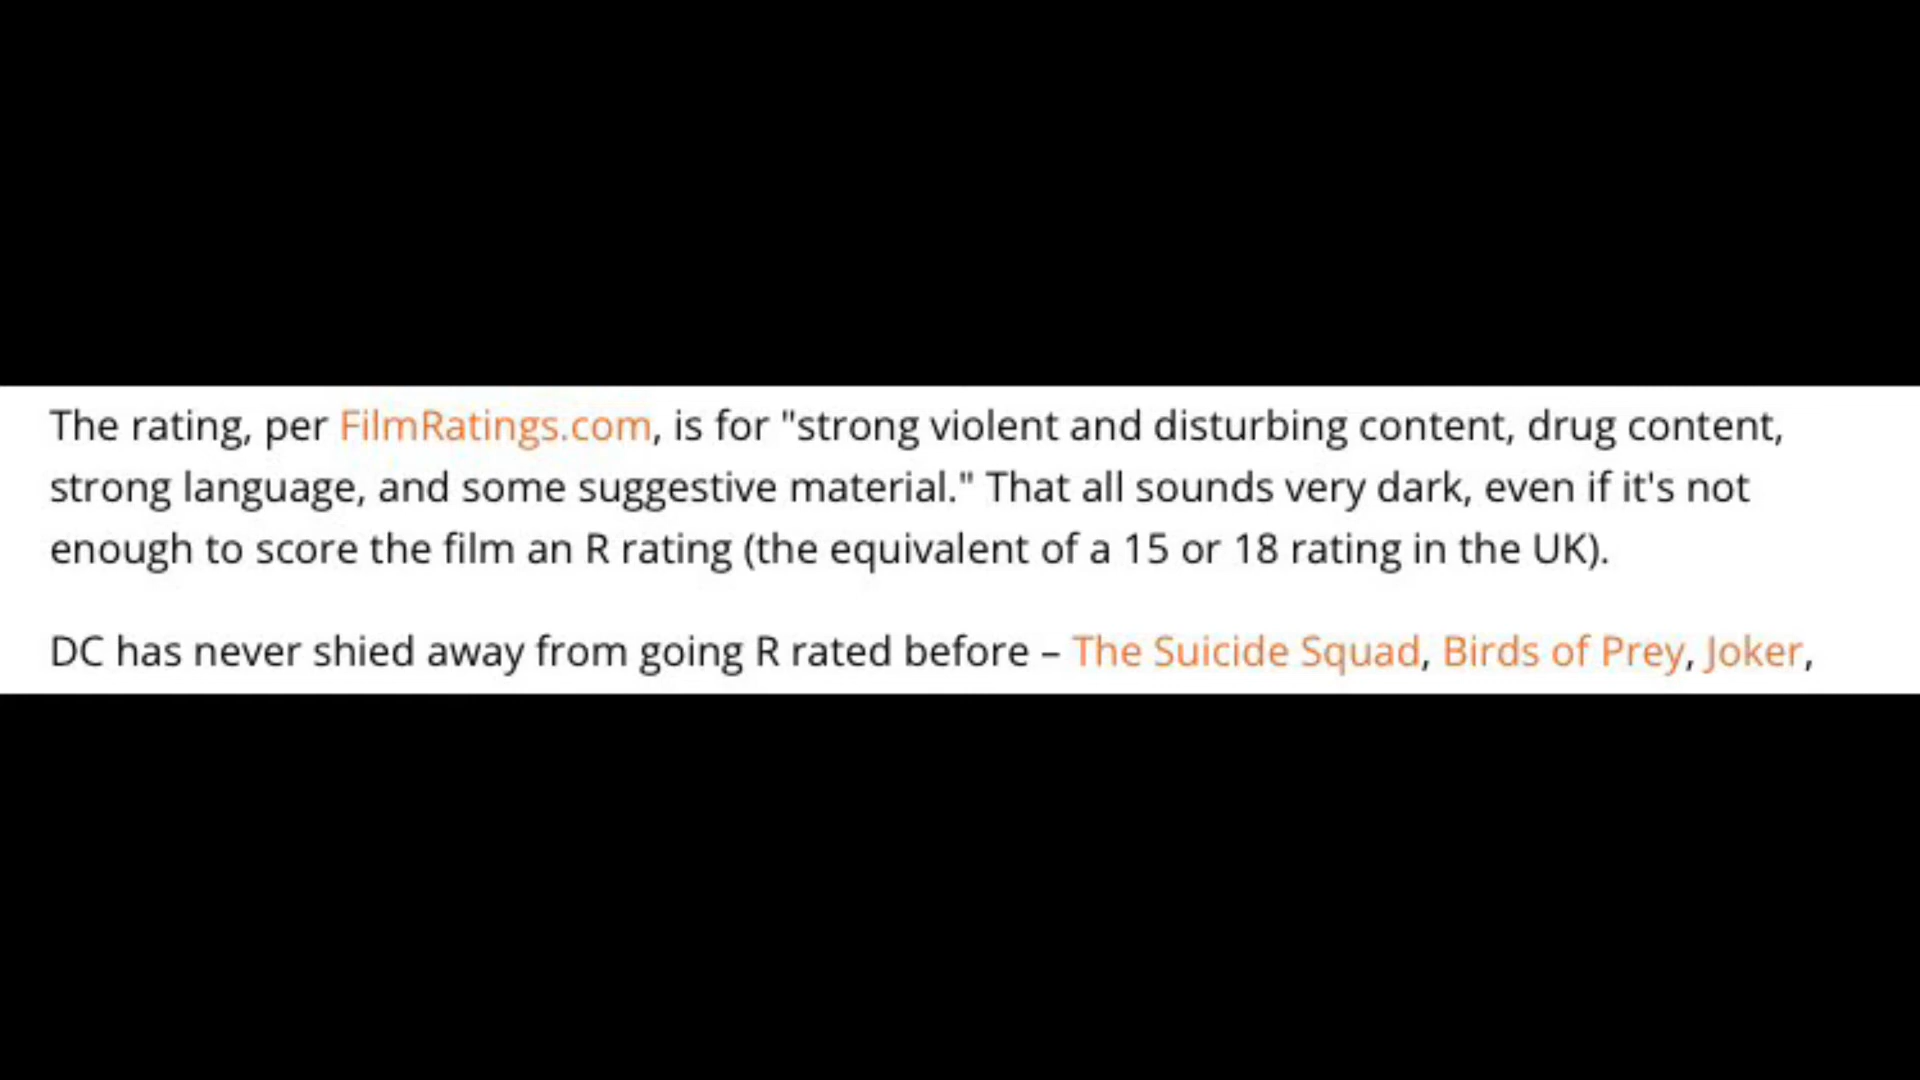 The rating, per FilmRatings.com, is for "strong violent and disturbing content, drug content,
strong language, and some suggestive material." That all sounds very dark, even if it's not
enough to score the film an R rating (the equivalent of a 15 or 18 rating in the UK).
DC has never shied away from going R rated before – The Suicide Squad, Birds of Prey, Joker,